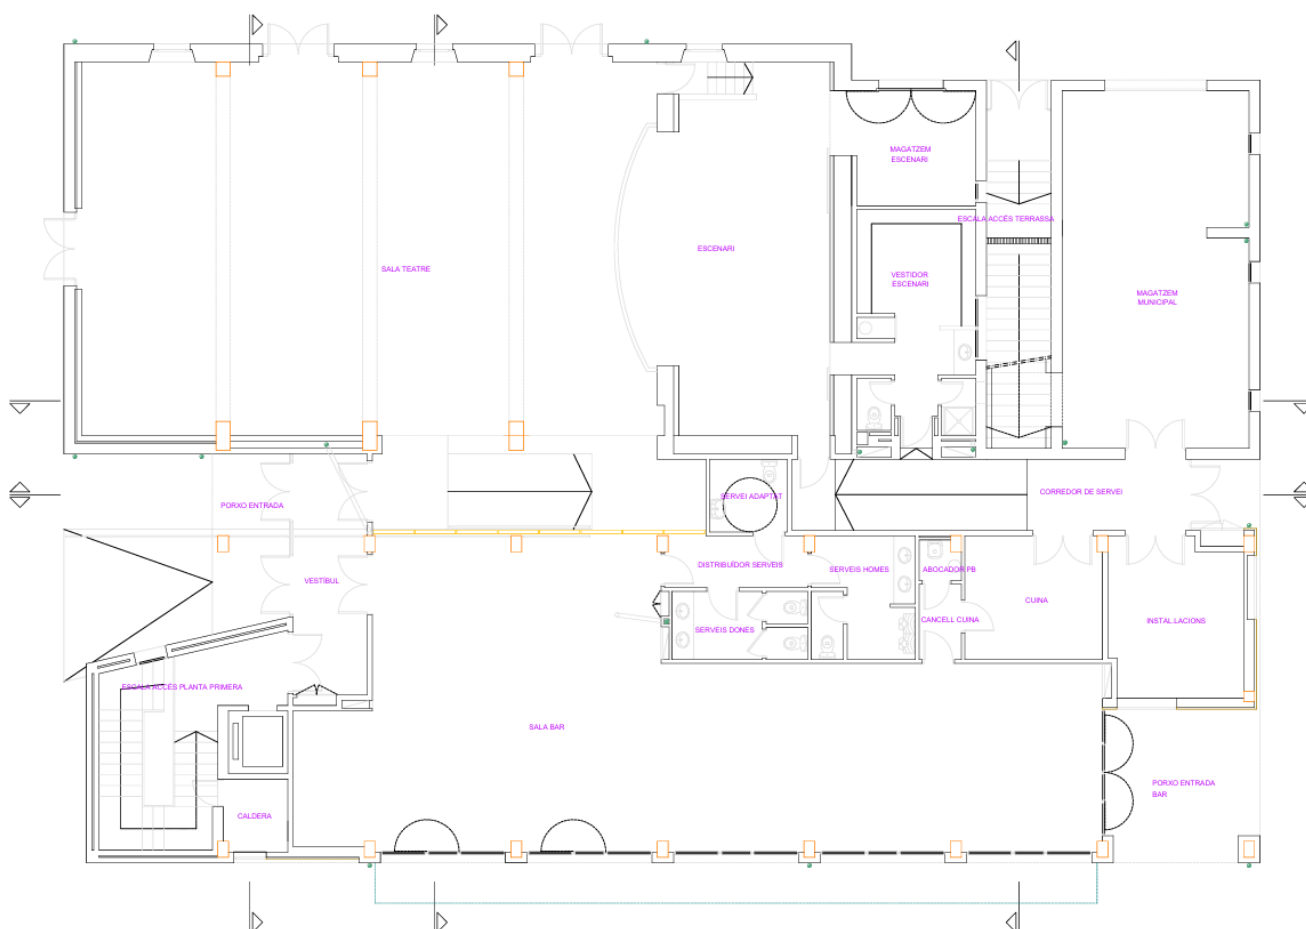 MAGATZEM
ESCENARI
ESCALA ACCÉS TERRASSA
ESCENARI
SALA TEATRE
VESTIDOR
ESCENARI
MAGATZEM
MUNICIPAL
PORXO ENTRADA
SERVEI ADAPTAT
CORREDOR DE SERVEI
VESTÍBUL
DISTRIBUÏDOR SERVEIS
SERVEIS HOMES
ABOCADOR PB
CUINA
SERVEIS DONES
CANCELL CUINA
INSTAL.LACIONS
ESCALA ACCÉS PLANTA PRIMERA
SALA BAR
PORXO ENTRADA
BAR
CALDERA